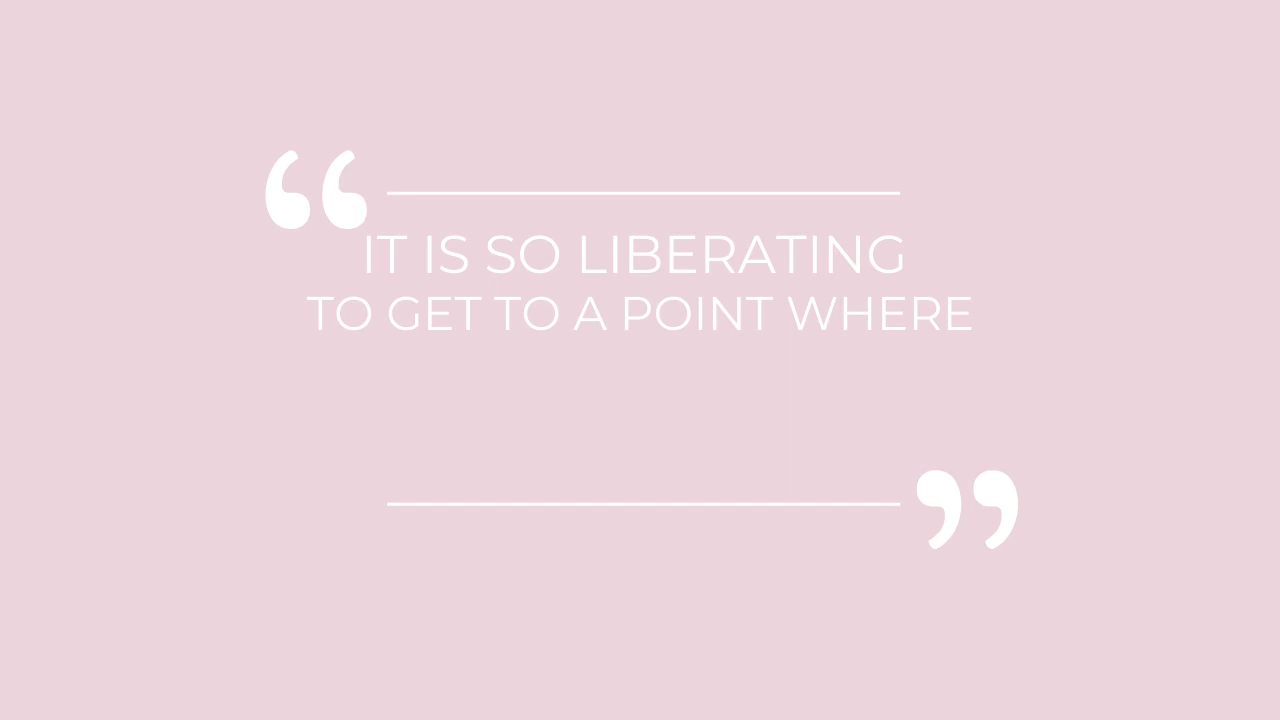 “ IT IS SO LIBERATING
TO GET TO A POINT WHERE
”